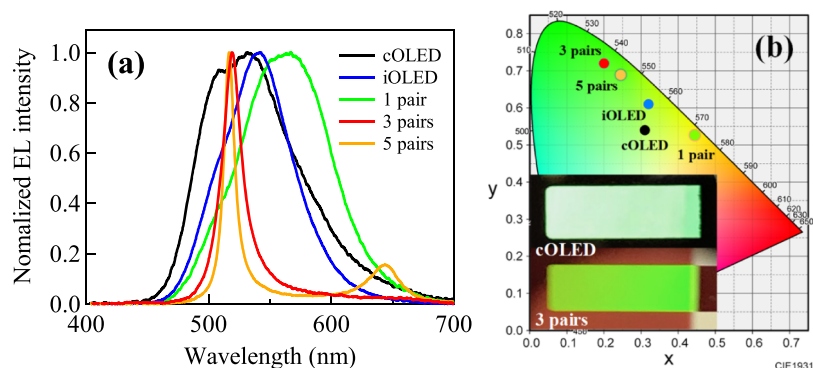 (a)
Nomalized EL intensity
1.0
0.8
0.6
0.4
0.2
0.0
400
500
600
700
Wavelength (nm)
cOLED
iOLED
1 pair
3 pairs
5 pairs
(b)
y
0.8
0.7
0.6
0.5
0.4
0.3
0.2
0.1
0.0
0.0
0.1
0.2
0.3
0.4
0.5
0.6
0.7
x
520
530
540
550
560
570
580
590
600
610
620
630
650
510
500
3 pairs
5 pairs
iOLED
cOLED
1 pair
cOLED
3 pairs
CIE1931